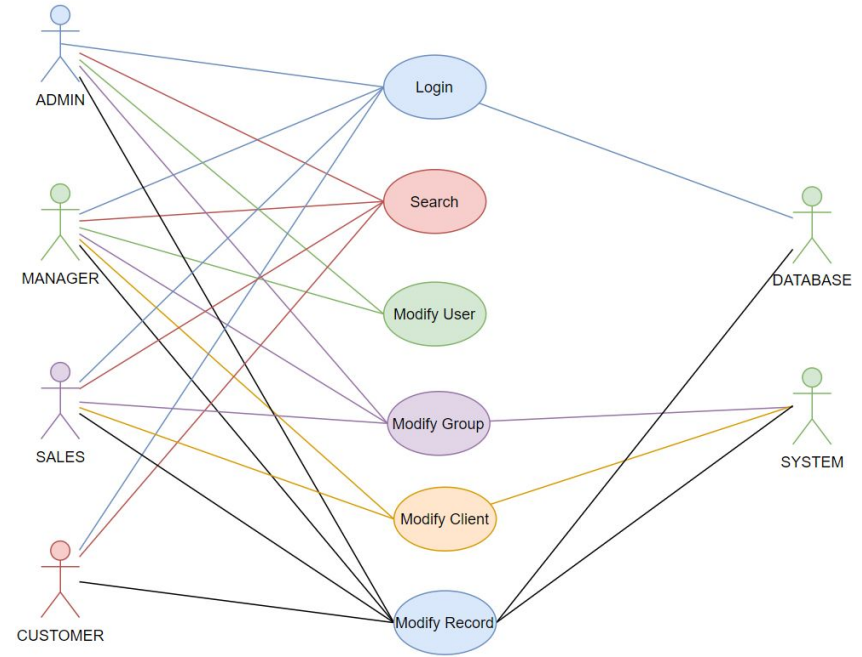 ADMIN
Login
Search
MANAGER
DATABASE
Modify User
Modify Group
SALES
SYSTEM
Modify Client
Modify Record
CUSTOMER